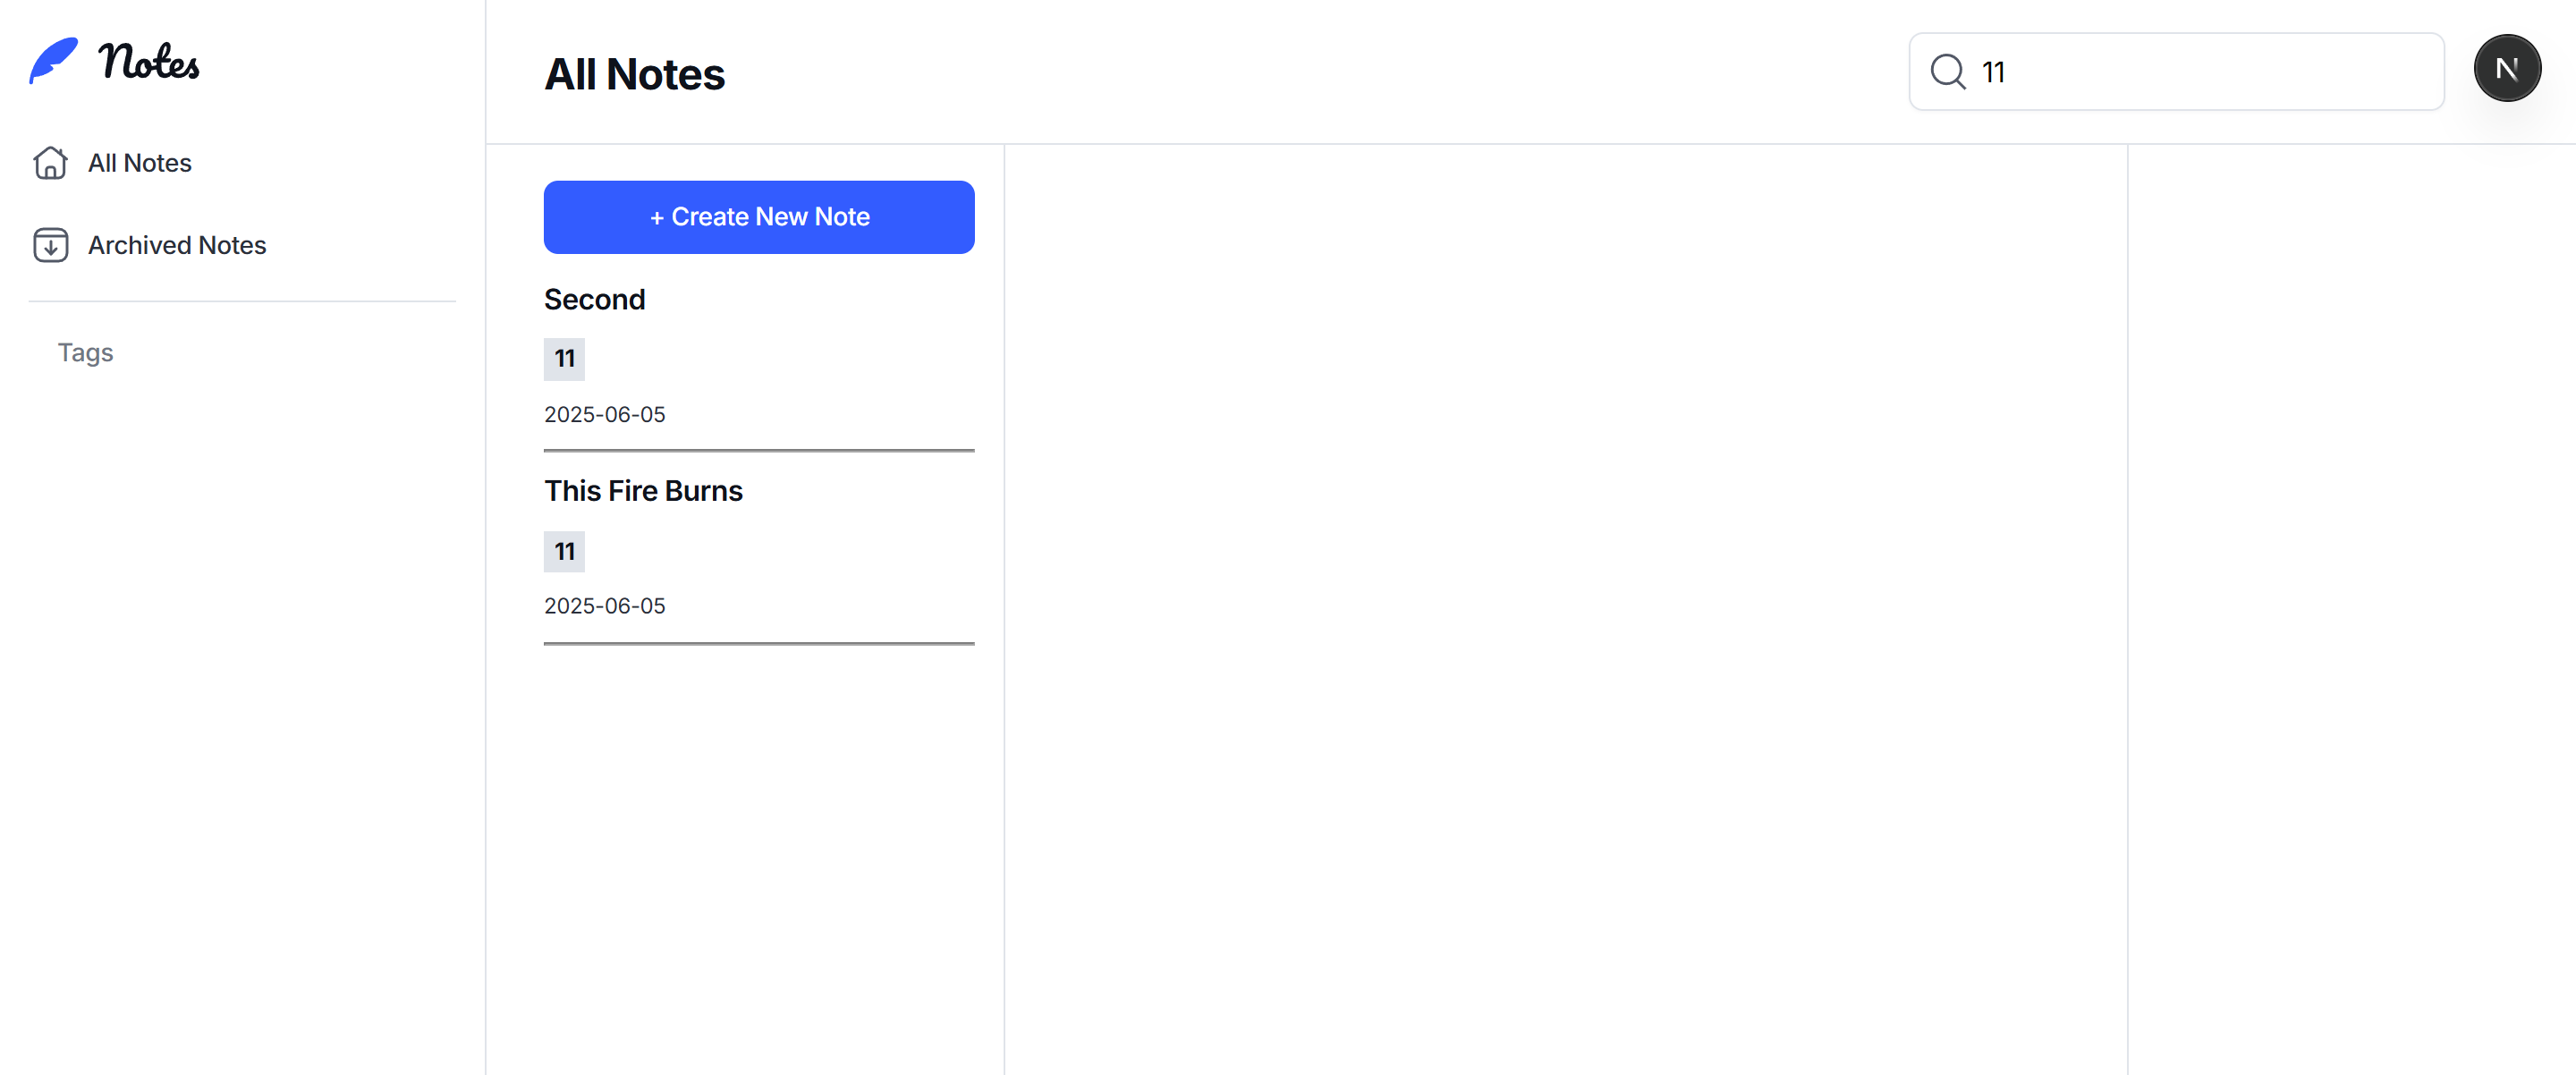 Notes
All Notes
Archived Notes
Tags
All Notes
11
N
+ Create New Note
Second
11
2025-06-05
This Fire Burns
11
2025-06-05